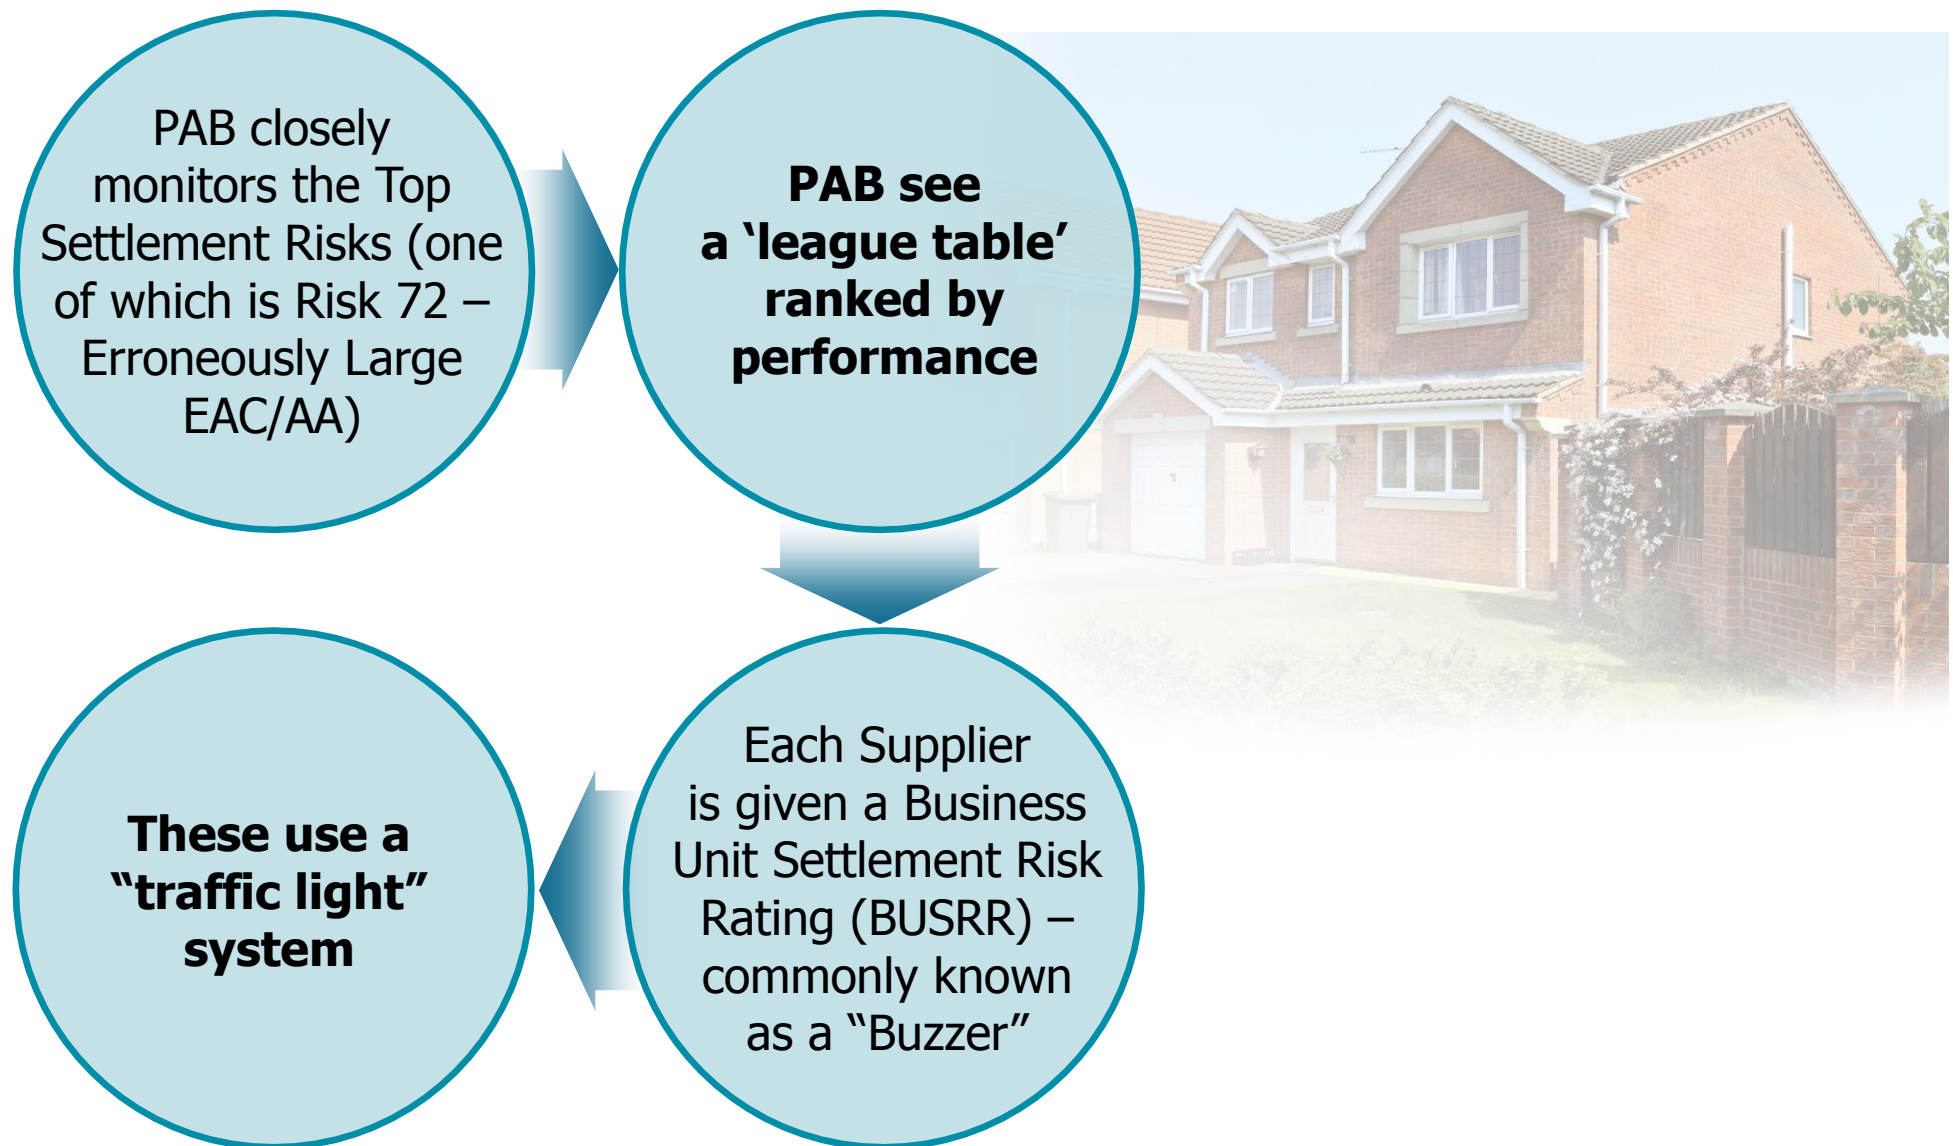 PAB closely
monitors the Top
Settlement Risks (one
of which is Risk 72 –
Erroneously Large
EAC/AA)
PAB see
a ‘league table’
ranked by
performance
Each Supplier
is given a Business
Unit Settlement Risk
Rating (BUSRR) –
commonly known
as a “Buzzer”
These use a
“traffic light”
system